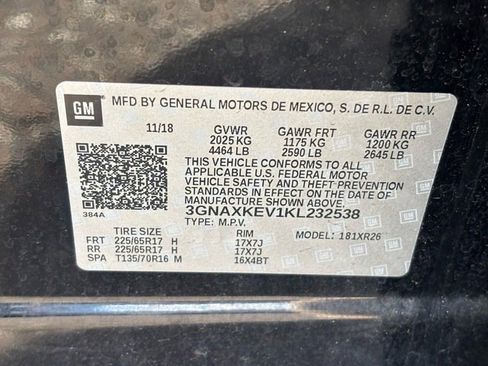 GM
MFD BY GENERAL MOTORS DE MEXICO, S. DE R.L. DE C.V.
11/18 GVWR GAWR FRT GAWR RR
2025 KG 1175 KG 1200 KG
4464 LB 2590 LB 2645 LB
THIS VEHICLE CONFORMS TO ALL
APPLICABLE U.S. FEDERAL MOTOR
VEHICLE SAFETY AND THEFT PREVENTION
STANDARDS IN EFFECT ON THE DATE OF
MANUFACTURE SHOWN ABOVE.
384A
3GNAXKEV1KL232538
TYPE: M.P.V. MODEL: 181XR26
TIRE SIZE RIM
FRT 225/65R17 H 17X7J
RR 225/65R17 H 17X7J
SPA T135/70R16 M 16X4BT